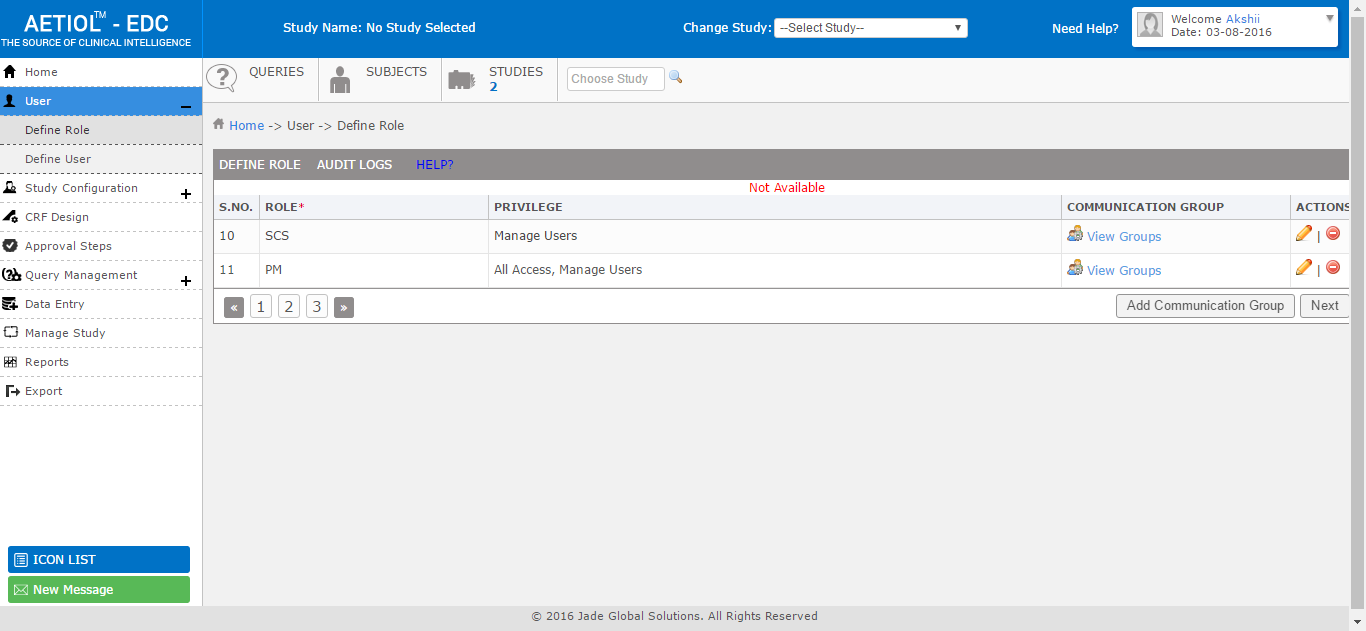 AETIOL™ - EDC
THE SOURCE OF CLINICAL INTELLIGENCE
Study Name: No Study Selected
Change Study: --Select Study--
Need Help?
Welcome Akshii
Date: 03-08-2016
Home
User
Define Role
Define User
Study Configuration
CRF Design
Approval Steps
Query Management
Data Entry
Manage Study
Reports
Export
ICON LIST
New Message
QUERIES
SUBJECTS
STUDIES
2
Choose Study
Home -> User -> Define Role
DEFINE ROLE AUDIT LOGS HELP?
Not Available
S.NO. ROLE* PRIVILEGE COMMUNICATION GROUP ACTIONS
10 SCS Manage Users View Groups |
11 PM All Access, Manage Users View Groups |
« 1 2 3 » Add Communication Group Next
© 2016 Jade Global Solutions. All Rights Reserved